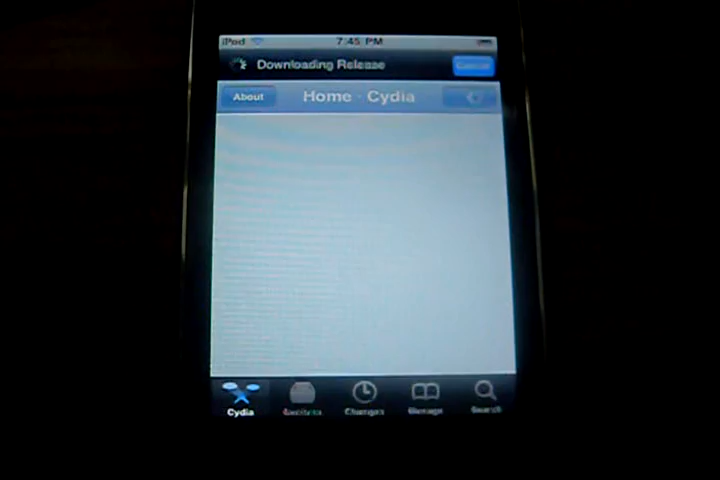 iPod 7:45 PM
Downloading Release Cancel
About Home · Cydia
Cydia Sections Changes Manage Search